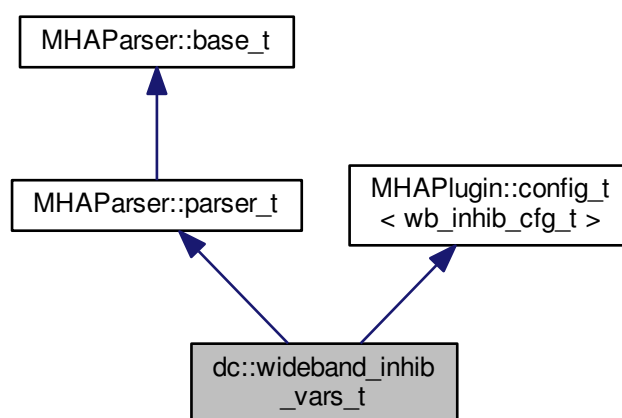 MHAParser::base_t
MHAParser::parser_t
MHAPlugin::config_t
< wb_inhib_cfg_t >
dc::wideband_inhib
_vars_t